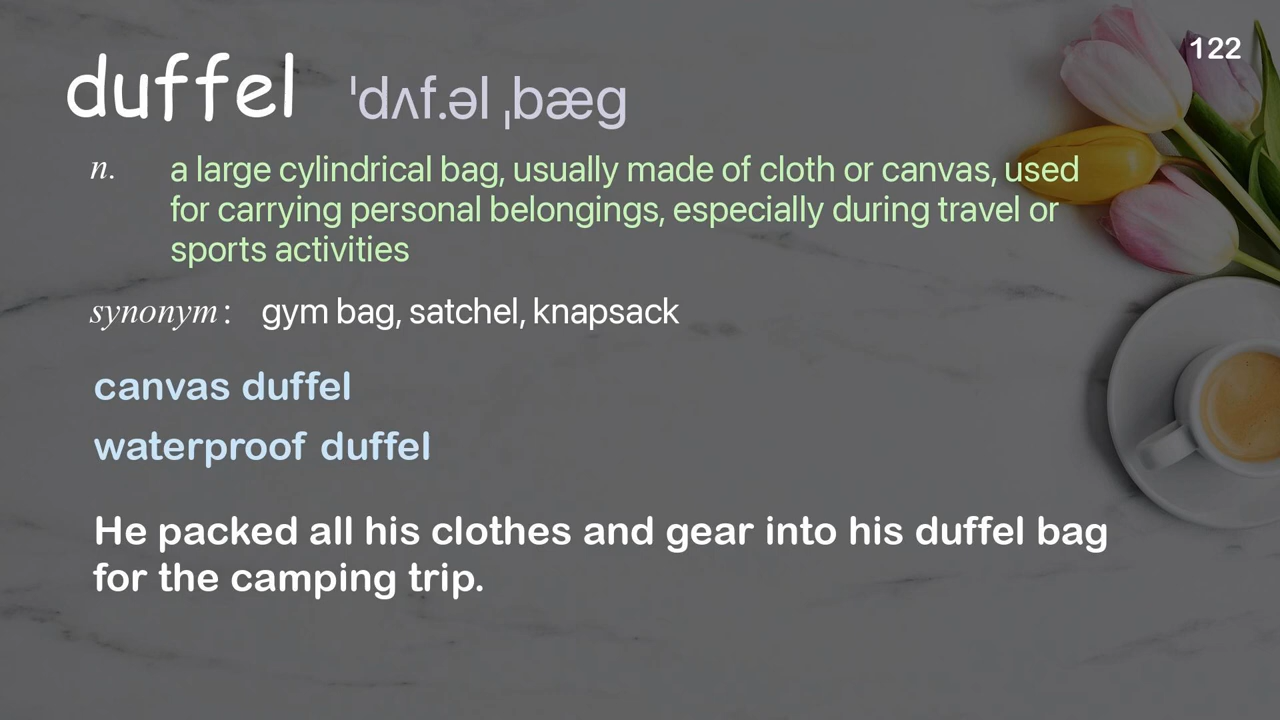 122
duffel ˈdʌf.əl ˌbæg
n. a large cylindrical bag, usually made of cloth or canvas, used
for carrying personal belongings, especially during travel or
sports activities
synonym: gym bag, satchel, knapsack
canvas duffel
waterproof duffel
He packed all his clothes and gear into his duffel bag
for the camping trip.